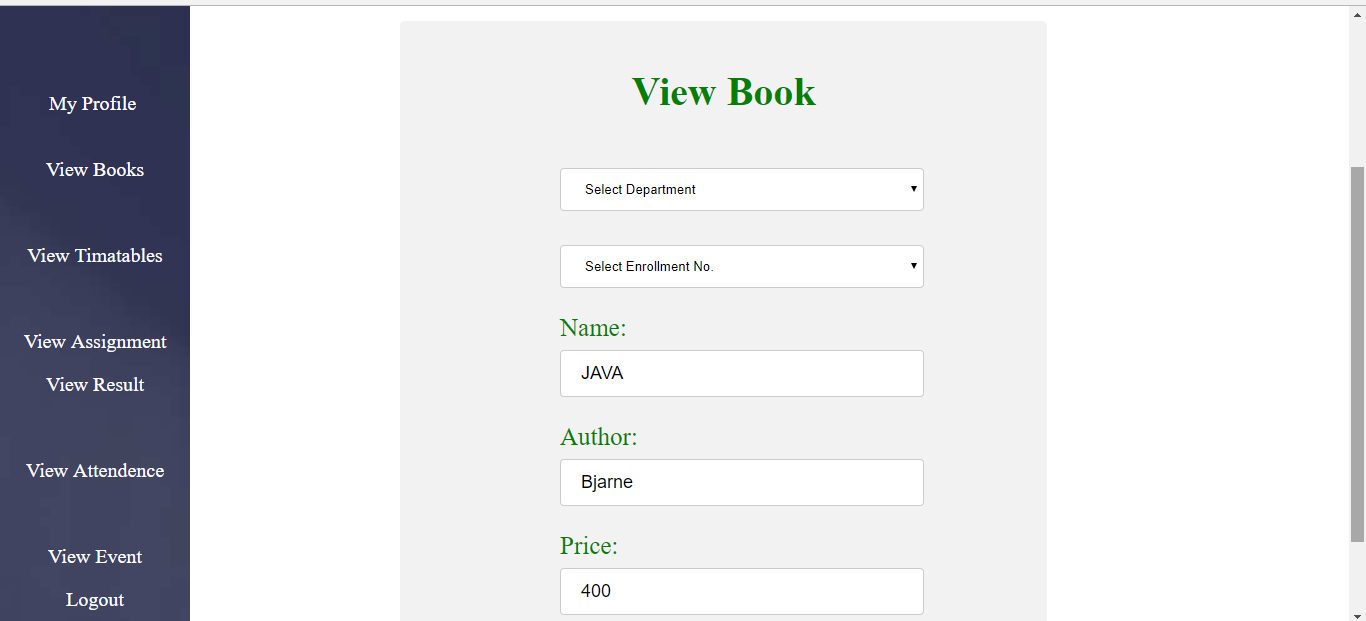 My Profile
View Books
View Timatables
View Assignment
View Result
View Attendence
View Event
Logout
View Book
Select Department
Select Enrollment No.
Name:
JAVA
Author:
Bjarne
Price:
400